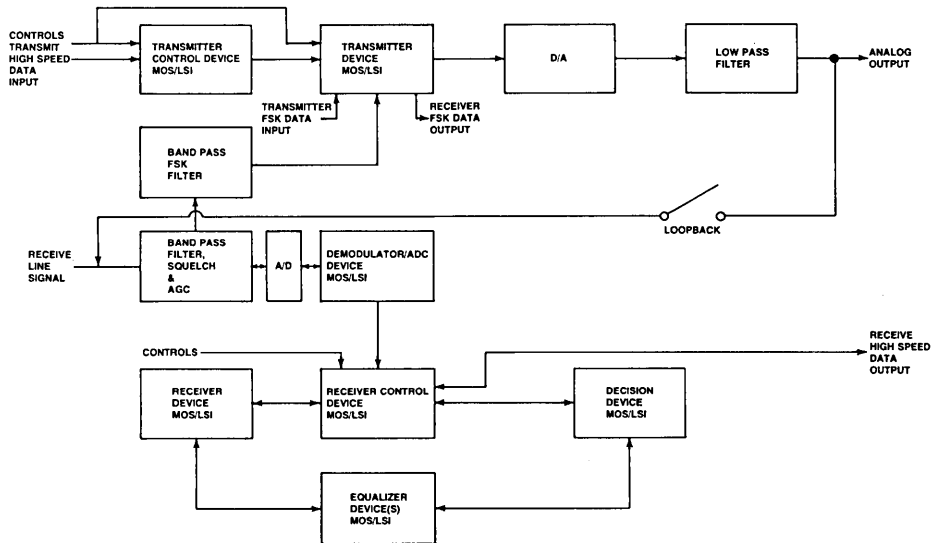 CONTROLS
TRANSMIT
HIGH SPEED
DATA
INPUT
TRANSMITTER
CONTROL DEVICE
MOS/LSI
TRANSMITTER
DEVICE
MOS/LSI
D/A
LOW PASS
FILTER
ANALOG
OUTPUT
TRANSMITTER
FSK DATA
INPUT
RECEIVER
FSK DATA
OUTPUT
BAND PASS
FSK
FILTER
LOOPBACK
RECEIVE
LINE
SIGNAL
BAND PASS
FILTER,
SQUELCH
&
AGC
A/D
DEMODULATOR/ADC
DEVICE
MOS/LSI
CONTROLS
RECEIVE
HIGH SPEED
DATA
OUTPUT
RECEIVER
DEVICE
MOS/LSI
RECEIVER CONTROL
DEVICE
MOS/LSI
DECISION
DEVICE
MOS/LSI
EQUALIZER
DEVICE(S)
MOS/LSI